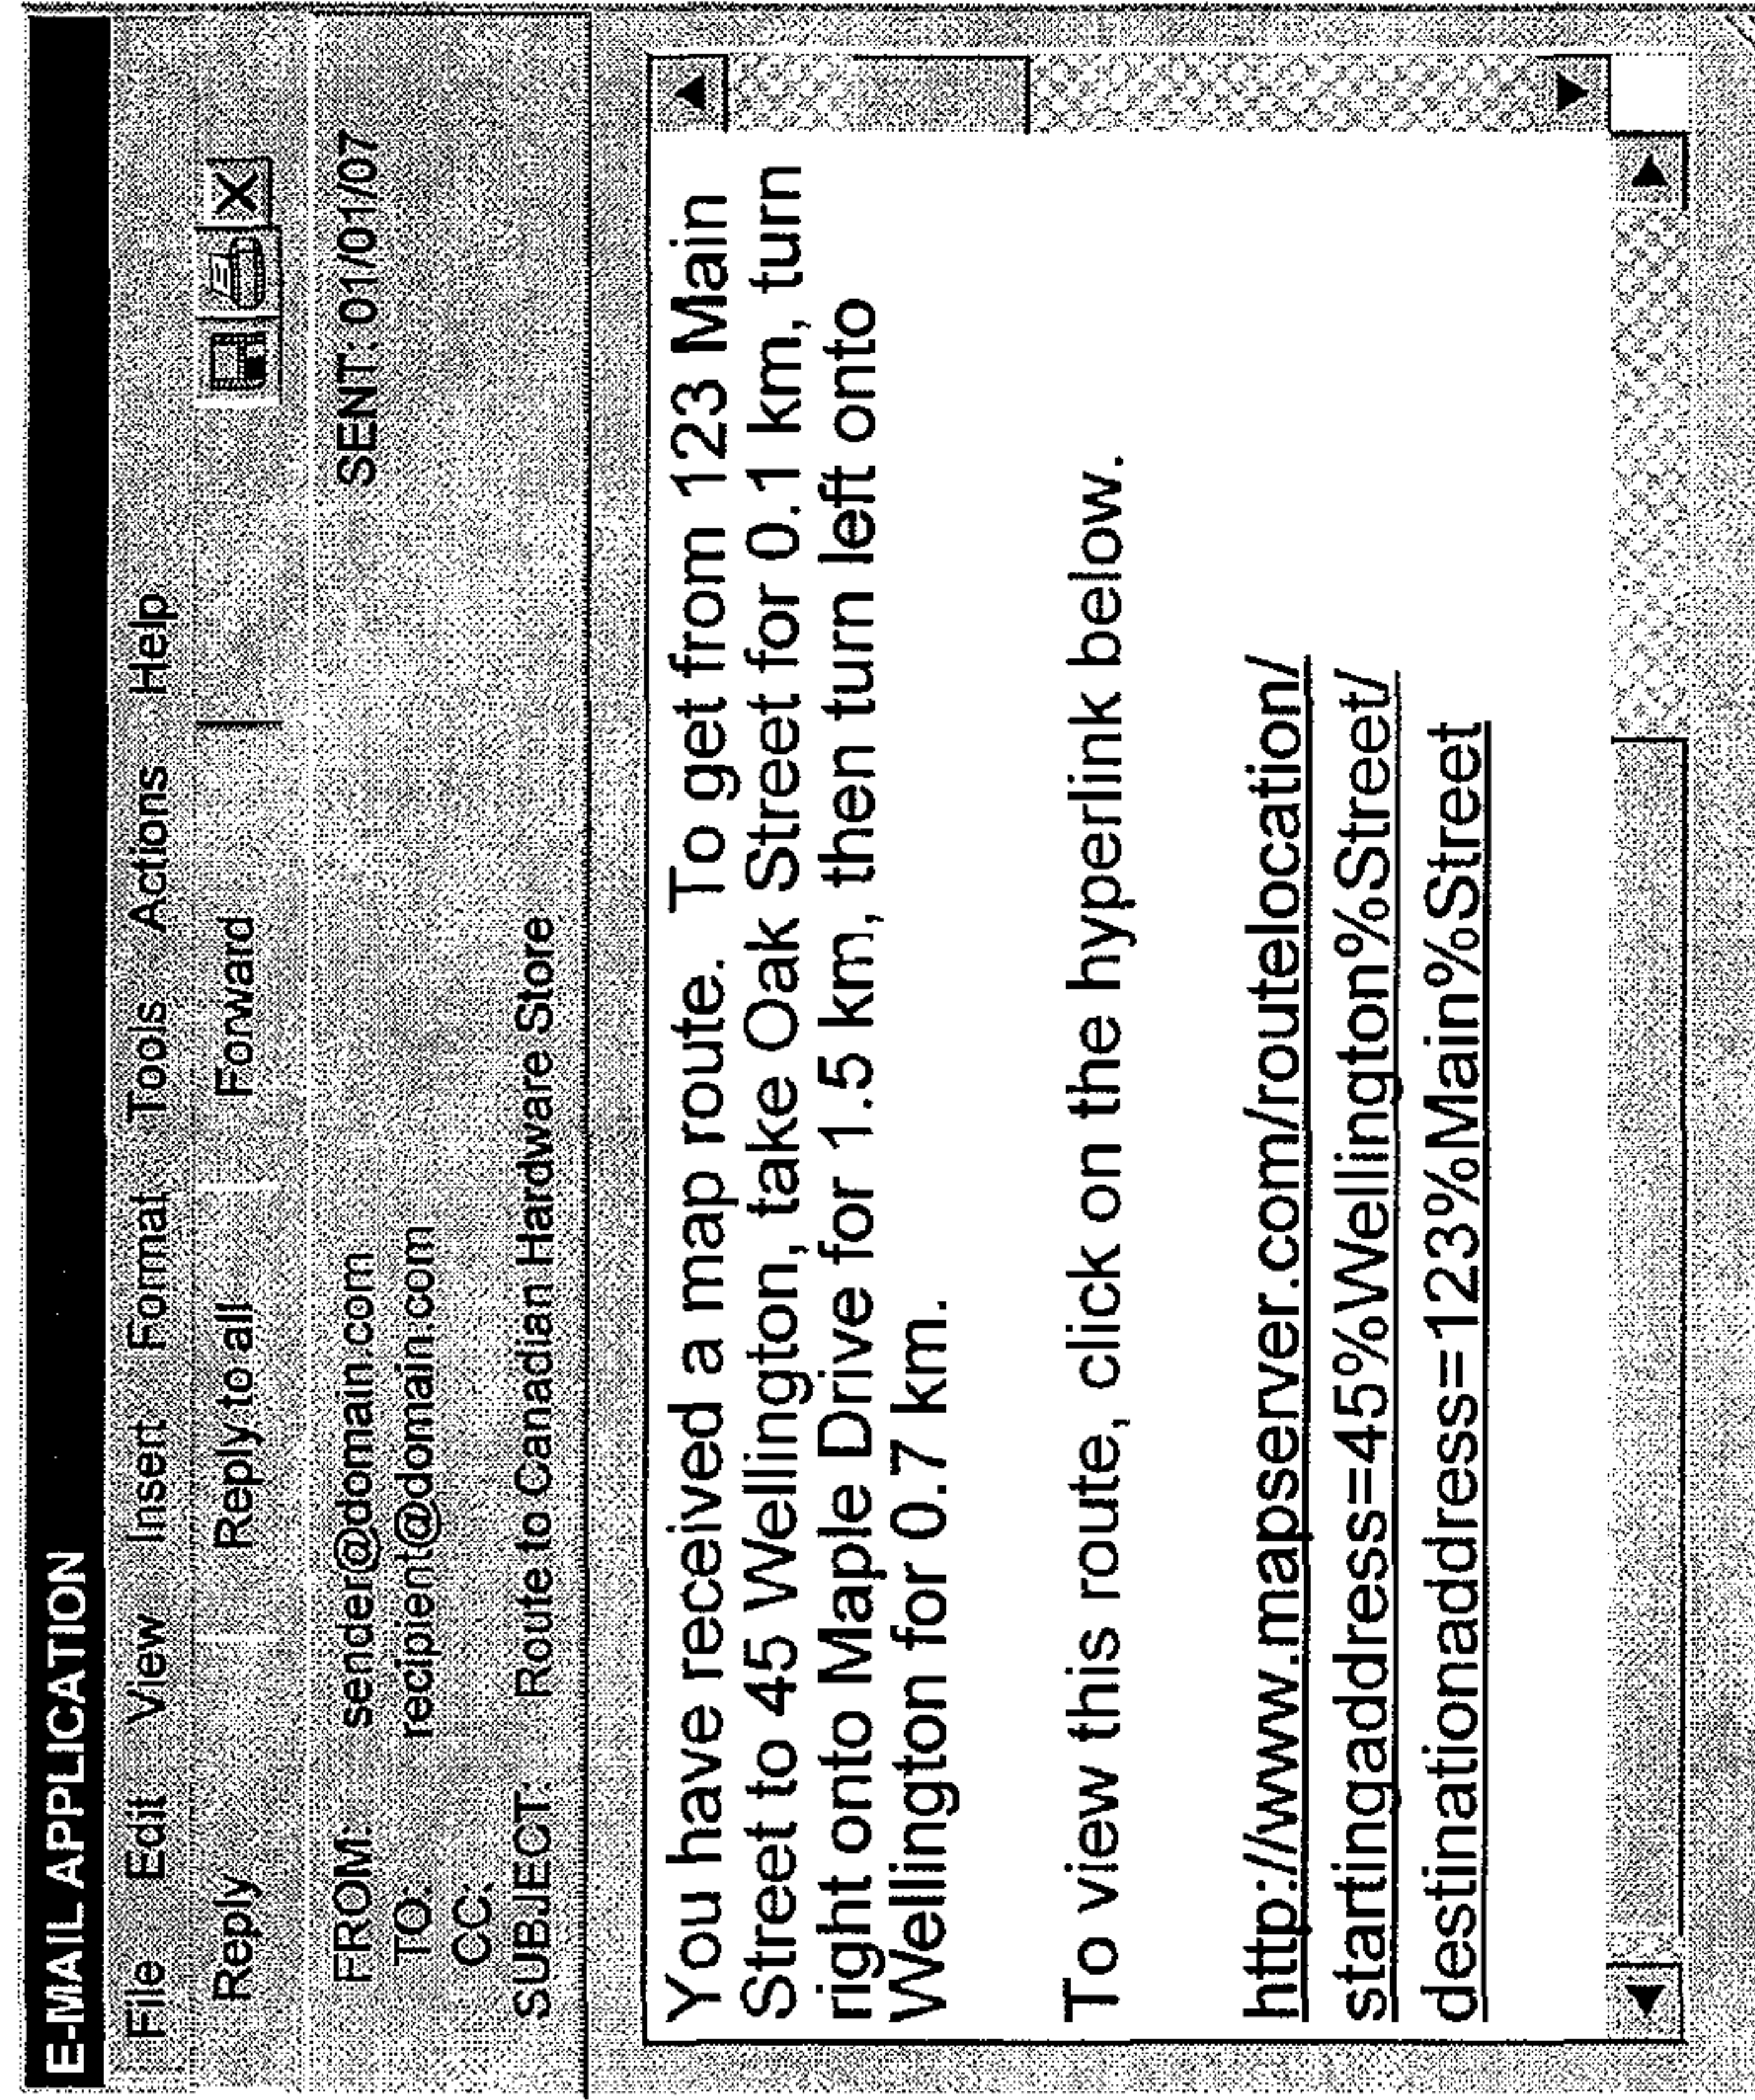 E-MAIL APPLICATION
File Edit View Insert Format Tools Actions Help
Reply Reply to all Forward
FROM: sender@domain.com SENT: 01/01/07
TO: recipient@domain.com
CC:
SUBJECT: Route to Canadian Hardware Store
You have received a map route. To get from 123 Main
Street to 45 Wellington, take Oak Street for 0.1 km, turn
right onto Maple Drive for 1.5 km, then turn left onto
Wellington for 0.7 km.
To view this route, click on the hyperlink below.
http://www.mapserver.com/routelocation/
startingaddress=45%Wellington%Street/
destinationaddress=123%Main%Street